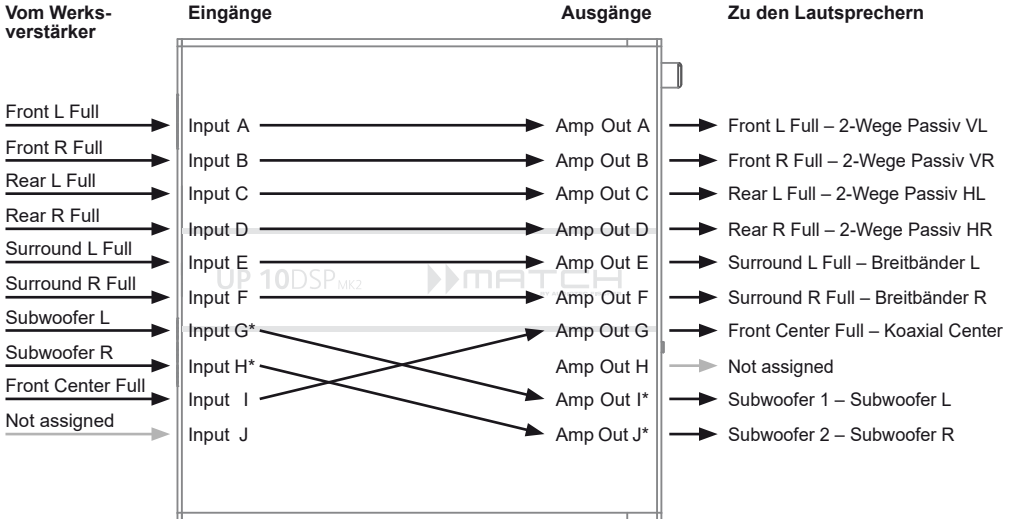 Vom Werks-
verstärker
Eingänge
Ausgänge
Zu den Lautsprechern
Front L Full
Input A
Amp Out A
Front L Full – 2-Wege Passiv VL
Front R Full
Input B
Amp Out B
Front R Full – 2-Wege Passiv VR
Rear L Full
Input C
Amp Out C
Rear L Full – 2-Wege Passiv HL
Rear R Full
Input D
Amp Out D
Rear R Full – 2-Wege Passiv HR
Surround L Full
Input E
Amp Out E
Surround L Full – Breitbänder L
UP 10DSP MK2
MATCH
Surround R Full
Input F
Amp Out F
Surround R Full – Breitbänder R
Subwoofer L
Input G*
Amp Out G
Front Center Full – Koaxial Center
Subwoofer R
Input H*
Amp Out H
Not assigned
Front Center Full
Input I
Amp Out I*
Subwoofer 1 – Subwoofer L
Not assigned
Input J
Amp Out J*
Subwoofer 2 – Subwoofer R